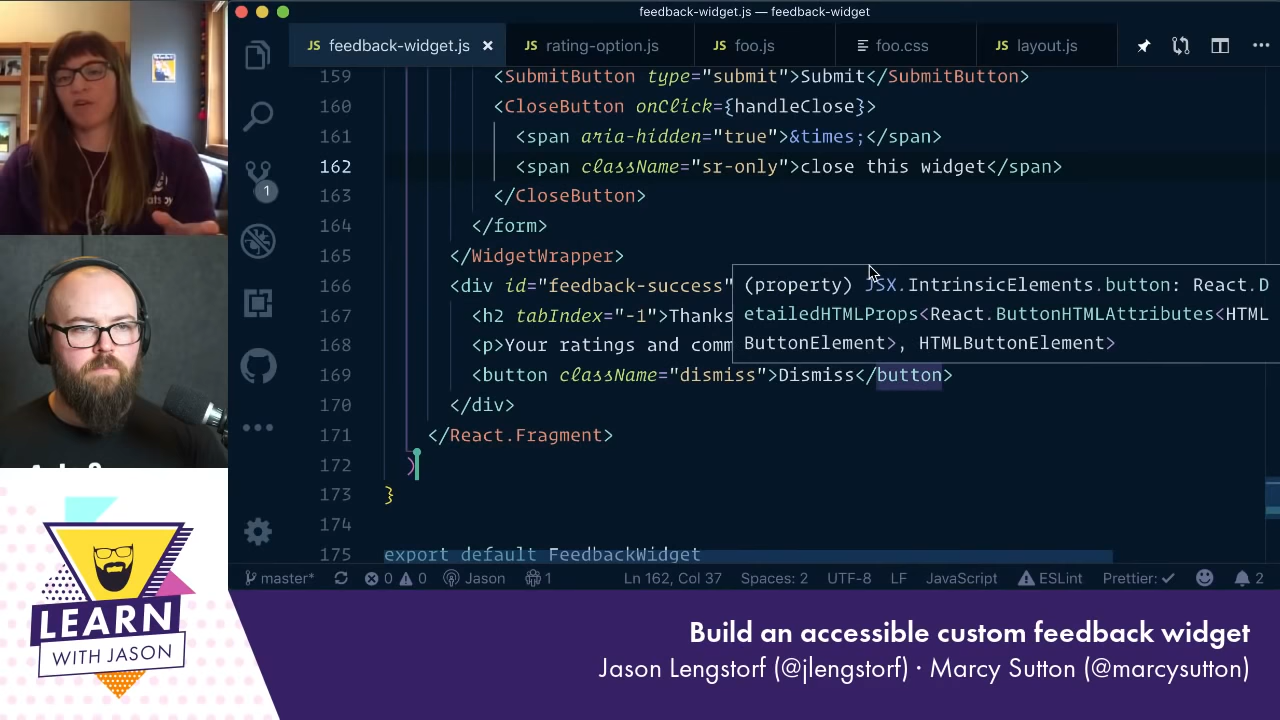 feedback-widget.js — feedback-widget
JS feedback-widget.js ×
JS rating-option.js
JS foo.js
foo.css
JS layout.js
159 <SubmitButton type="submit">Submit</SubmitButton>
160 <CloseButton onClick={handleClose}>
161 <span aria-hidden="true">&times;</span>
162 <span className="sr-only">close this widget</span>
163 </CloseButton>
164 </form>
165 </WidgetWrapper>
166 <div id="feedback-success"
167 <h2 tabIndex="-1">Thanks
168 <p>Your ratings and comm
(property) JSX.IntrinsicElements.button: React.D
etailedHTMLProps<React.ButtonHTMLAttributes<HTML
ButtonElement>, HTMLButtonElement>
169 <button className="dismiss">Dismiss</button>
170 </div>
171 </React.Fragment>
172 )
173 }
174
175 export default FeedbackWidget
1
master* 0 0 Jason 1 Ln 162, Col 37 Spaces: 2 UTF-8 LF JavaScript ESLint Prettier: ✓ 2
LEARN
WITH JASON
Build an accessible custom feedback widget
Jason Lengstorf (@jlengstorf) · Marcy Sutton (@marcysutton)